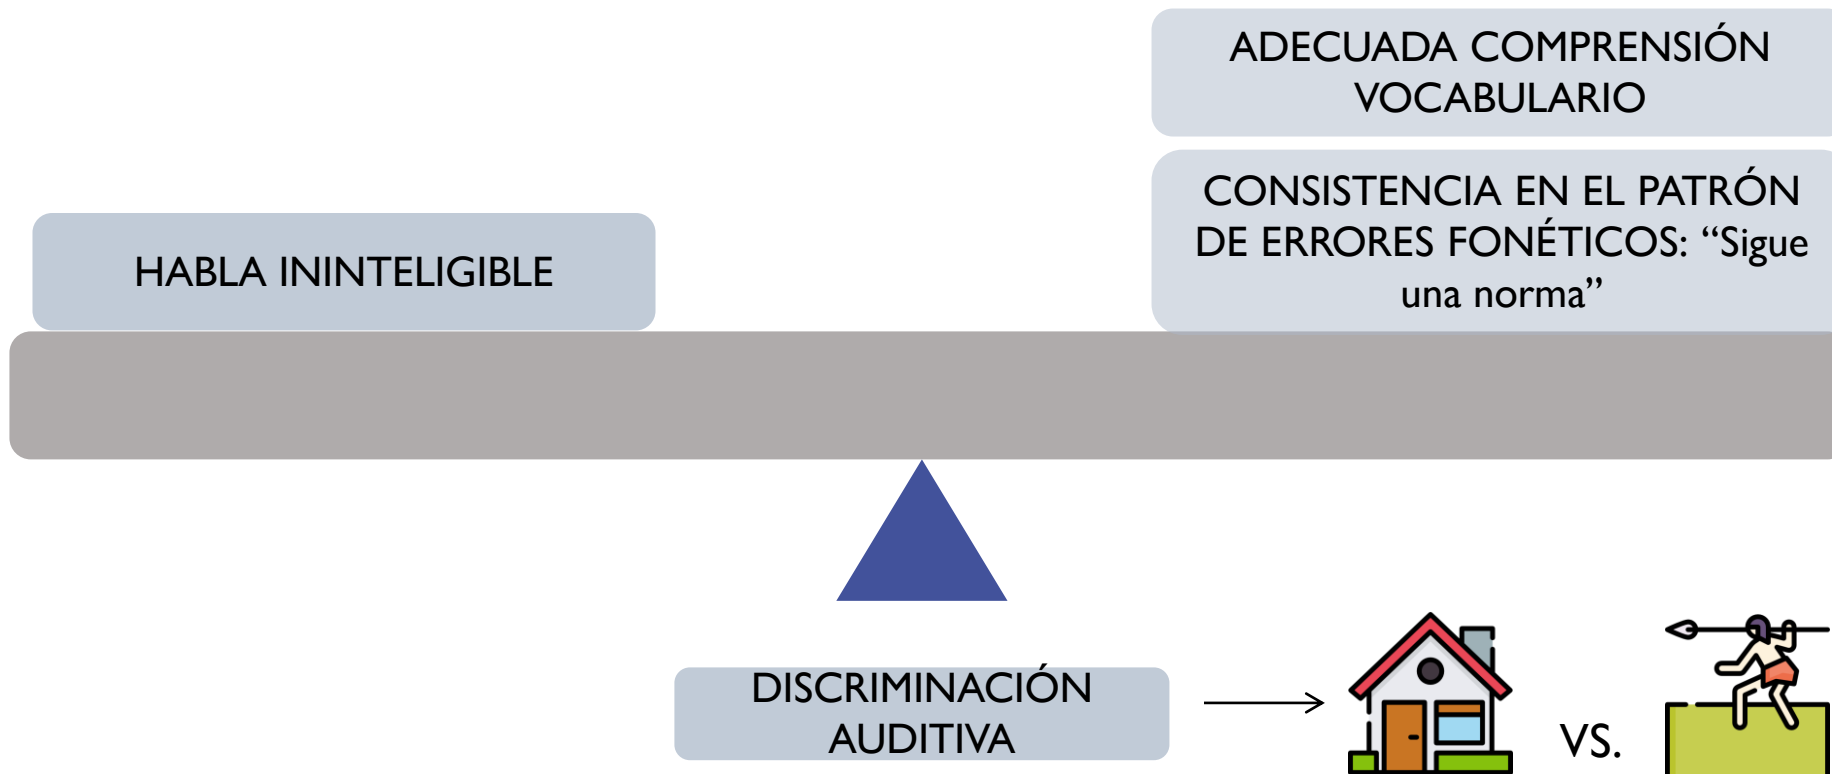 ADECUADA COMPRENSIÓN
VOCABULARIO
CONSISTENCIA EN EL PATRÓN
DE ERRORES FONÉTICOS: “Sigue
una norma”
HABLA ININTELIGIBLE
DISCRIMINACIÓN
AUDITIVA
VS.